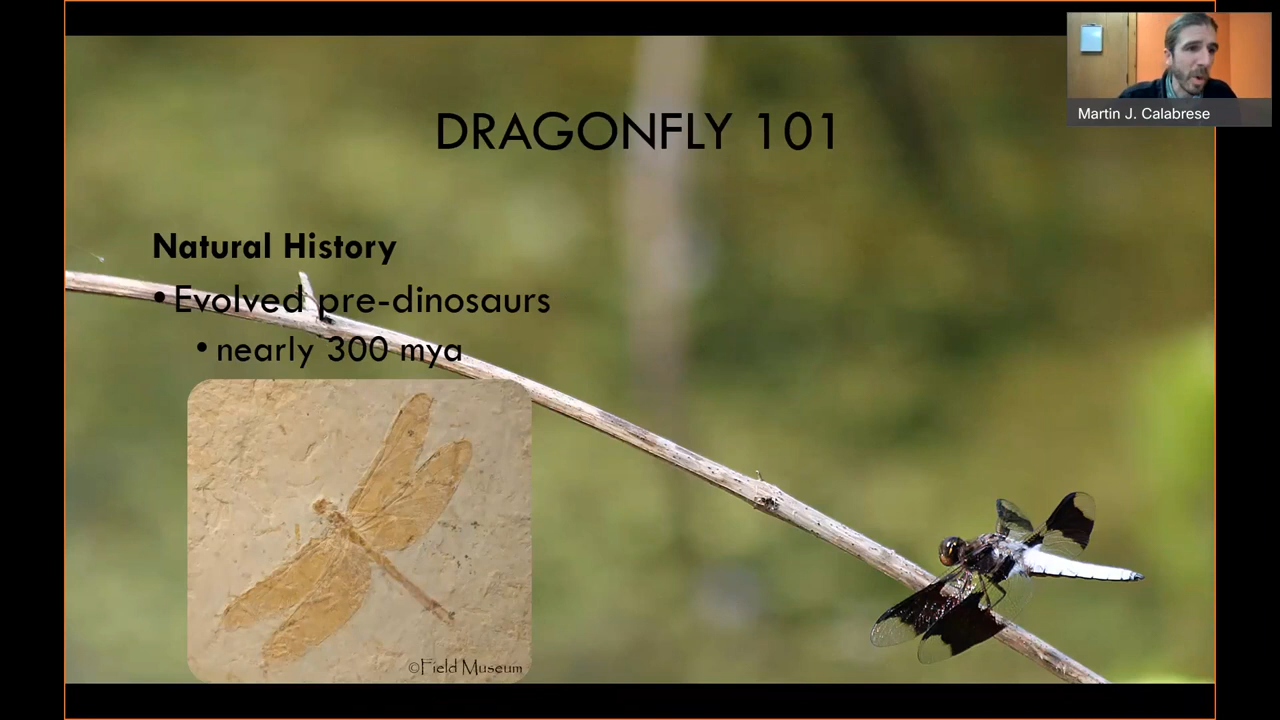 DRAGONFLY 101
Martin J. Calabrese
Natural History
• Evolved pre-dinosaurs
• nearly 300 mya
©Field Museum